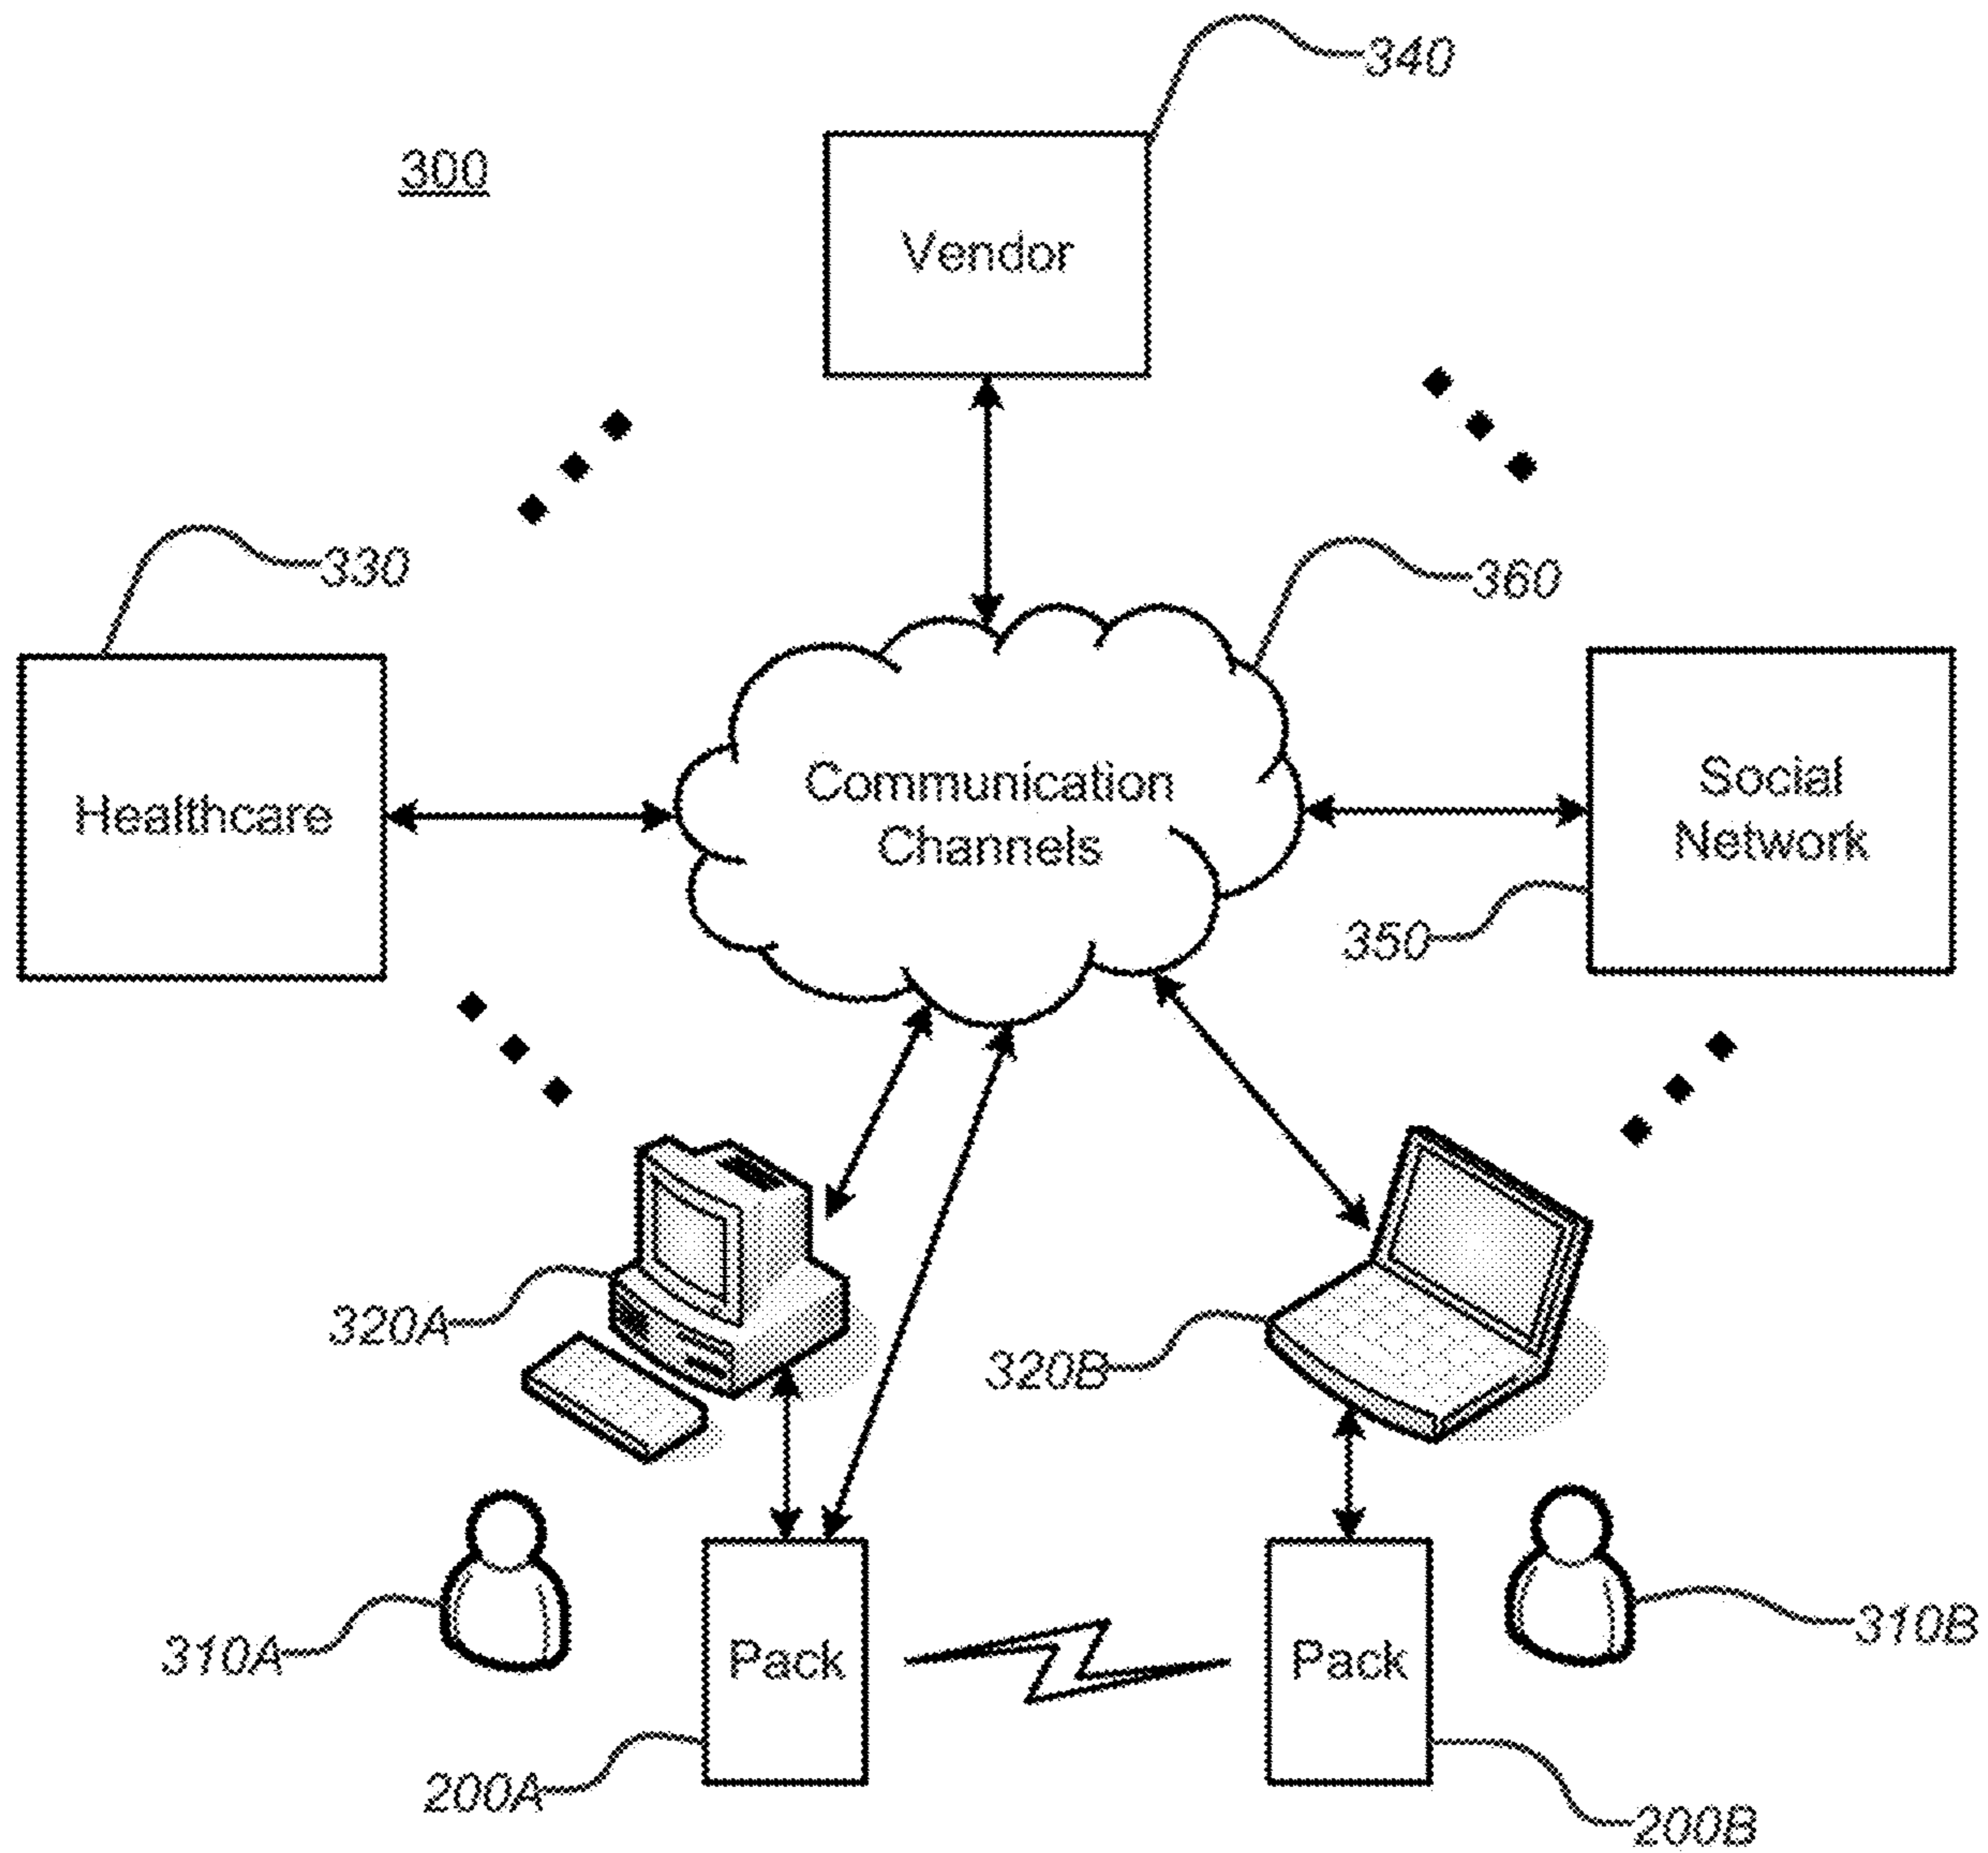 340
300
Vendor
330
360
Healthcare
Communication
Channels
Social
Network
350
320A
320B
310A
Pack
Pack
310B
200A
200B